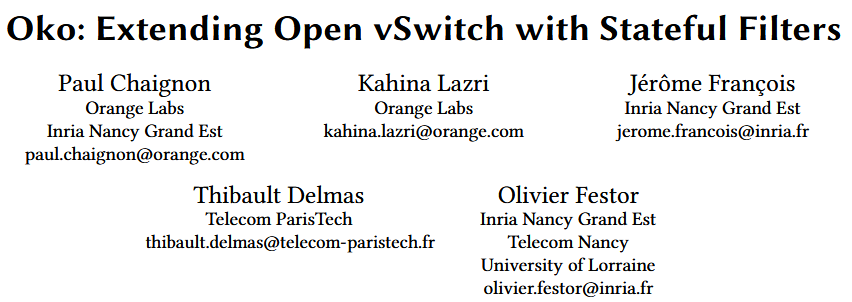 Oko: Extending Open vSwitch with Stateful Filters
Paul Chaignon
Orange Labs
Inria Nancy Grand Est
paul.chaignon@orange.com
Kahina Lazri
Orange Labs
kahina.lazri@orange.com
Jérôme François
Inria Nancy Grand Est
jerome.francois@inria.fr
Thibault Delmas
Telecom ParisTech
thibault.delmas@telecom-paristech.fr
Olivier Festor
Inria Nancy Grand Est
Telecom Nancy
University of Lorraine
olivier.festor@inria.fr